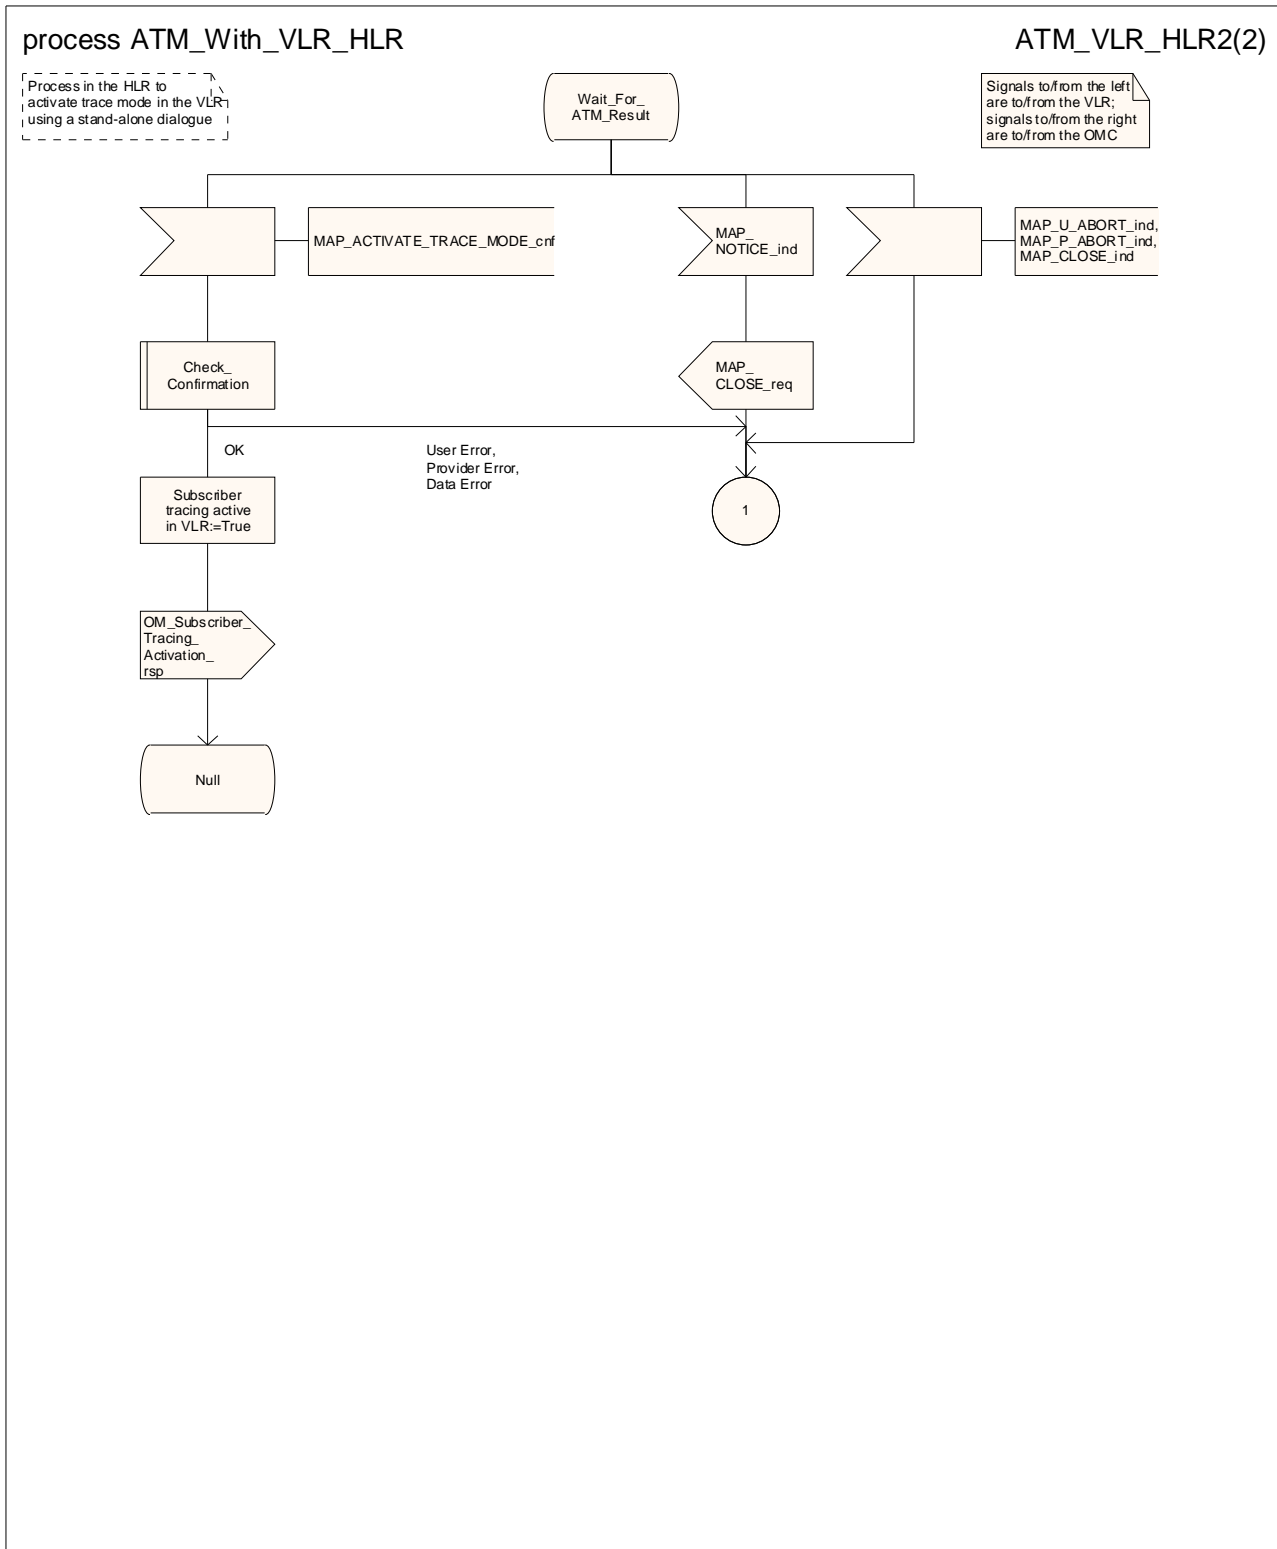 process ATM_With_VLR_HLR
ATM_VLR_HLR2(2)
Process in the HLR to
activate trace mode in the VLR
using a stand-alone dialogue
Wait_For_
ATM_Result
Signals to/from the left
are to/from the VLR;
signals to/from the right
are to/from the OMC
MAP_ACTIVATE_TRACE_MODE_cnf
MAP_
NOTICE_ind
MAP_U_ABORT_ind,
MAP_P_ABORT_ind,
MAP_CLOSE_ind
Check_
Confirmation
MAP_
CLOSE_req
OK
User Error,
Provider Error,
Data Error
Subscriber
tracing active
in VLR:=True
1
OM_Subscriber_
Tracing_
Activation_
rsp
Null